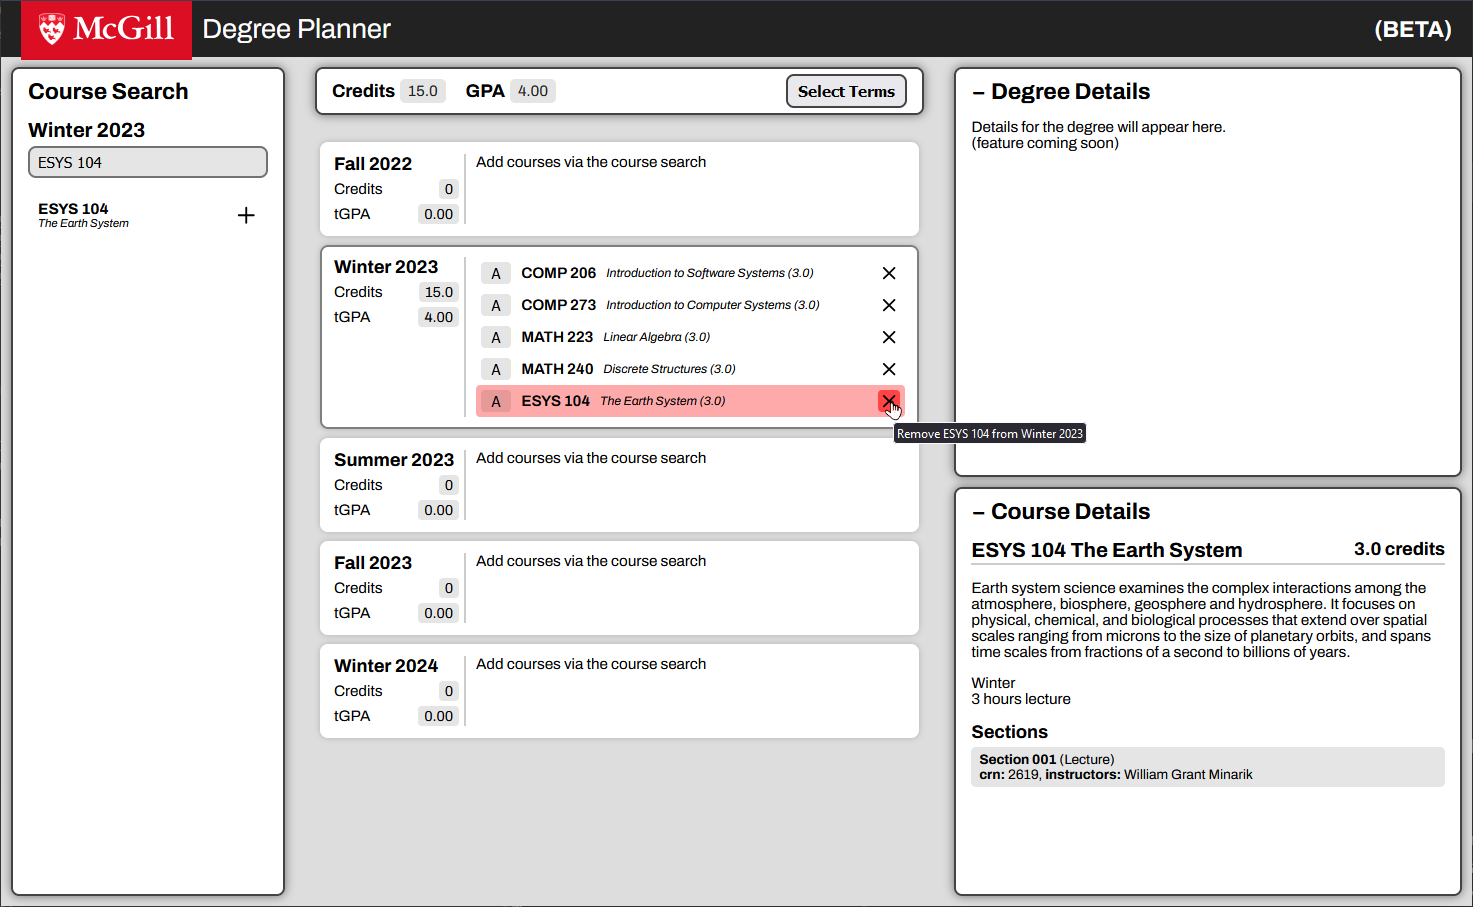 McGill Degree Planner (BETA)
Course Search
Winter 2023
ESYS 104
ESYS 104
The Earth System
Credits 15.0 GPA 4.00 Select Terms
Fall 2022
Credits 0
tGPA 0.00
Add courses via the course search
Winter 2023
Credits 15.0
tGPA 4.00
A COMP 206 Introduction to Software Systems (3.0)
A COMP 273 Introduction to Computer Systems (3.0)
A MATH 223 Linear Algebra (3.0)
A MATH 240 Discrete Structures (3.0)
A ESYS 104 The Earth System (3.0)
Remove ESYS 104 from Winter 2023
Summer 2023
Credits 0
tGPA 0.00
Add courses via the course search
Fall 2023
Credits 0
tGPA 0.00
Add courses via the course search
Winter 2024
Credits 0
tGPA 0.00
Add courses via the course search
– Degree Details
Details for the degree will appear here.
(feature coming soon)
– Course Details
ESYS 104 The Earth System 3.0 credits
Earth system science examines the complex interactions among the
atmosphere, biosphere, geosphere and hydrosphere. It focuses on
physical, chemical, and biological processes that extend over spatial
scales ranging from microns to the size of planetary orbits, and spans
time scales from fractions of a second to billions of years.
Winter
3 hours lecture
Sections
Section 001 (Lecture)
crn: 2619, instructors: William Grant Minarik